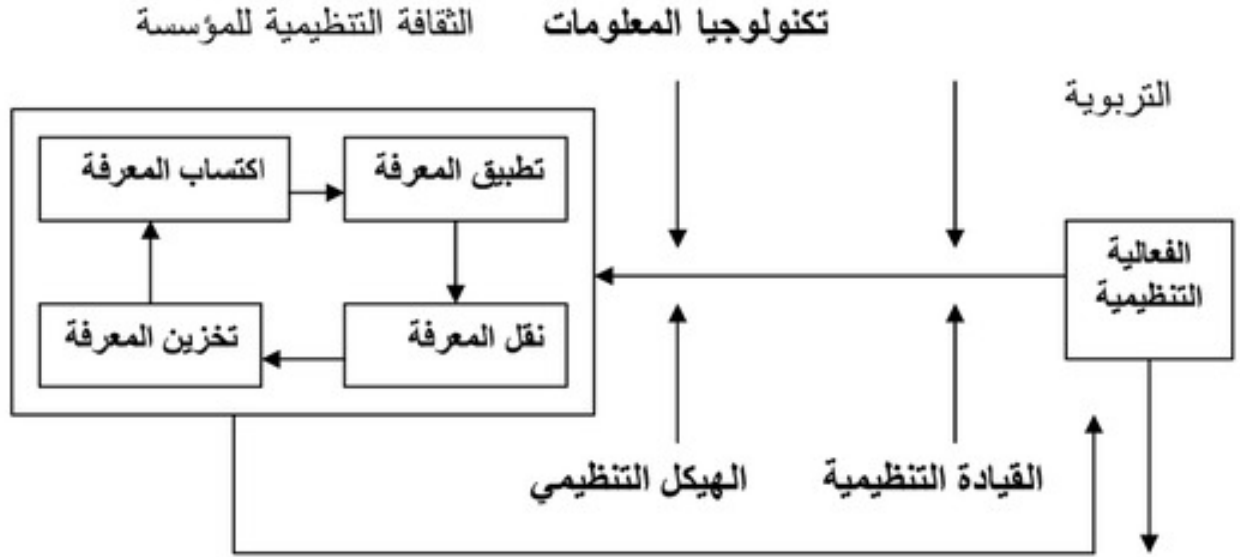 تكنولوجيا المعلومات
الثقافة التنظيمية للمؤسسة
التربوية
تطبيق المعرفة
اكتساب المعرفة
الفعالية
التنظيمية
نقل المعرفة
تخزين المعرفة
القيادة التنظيمية
الهيكل التنظيمي